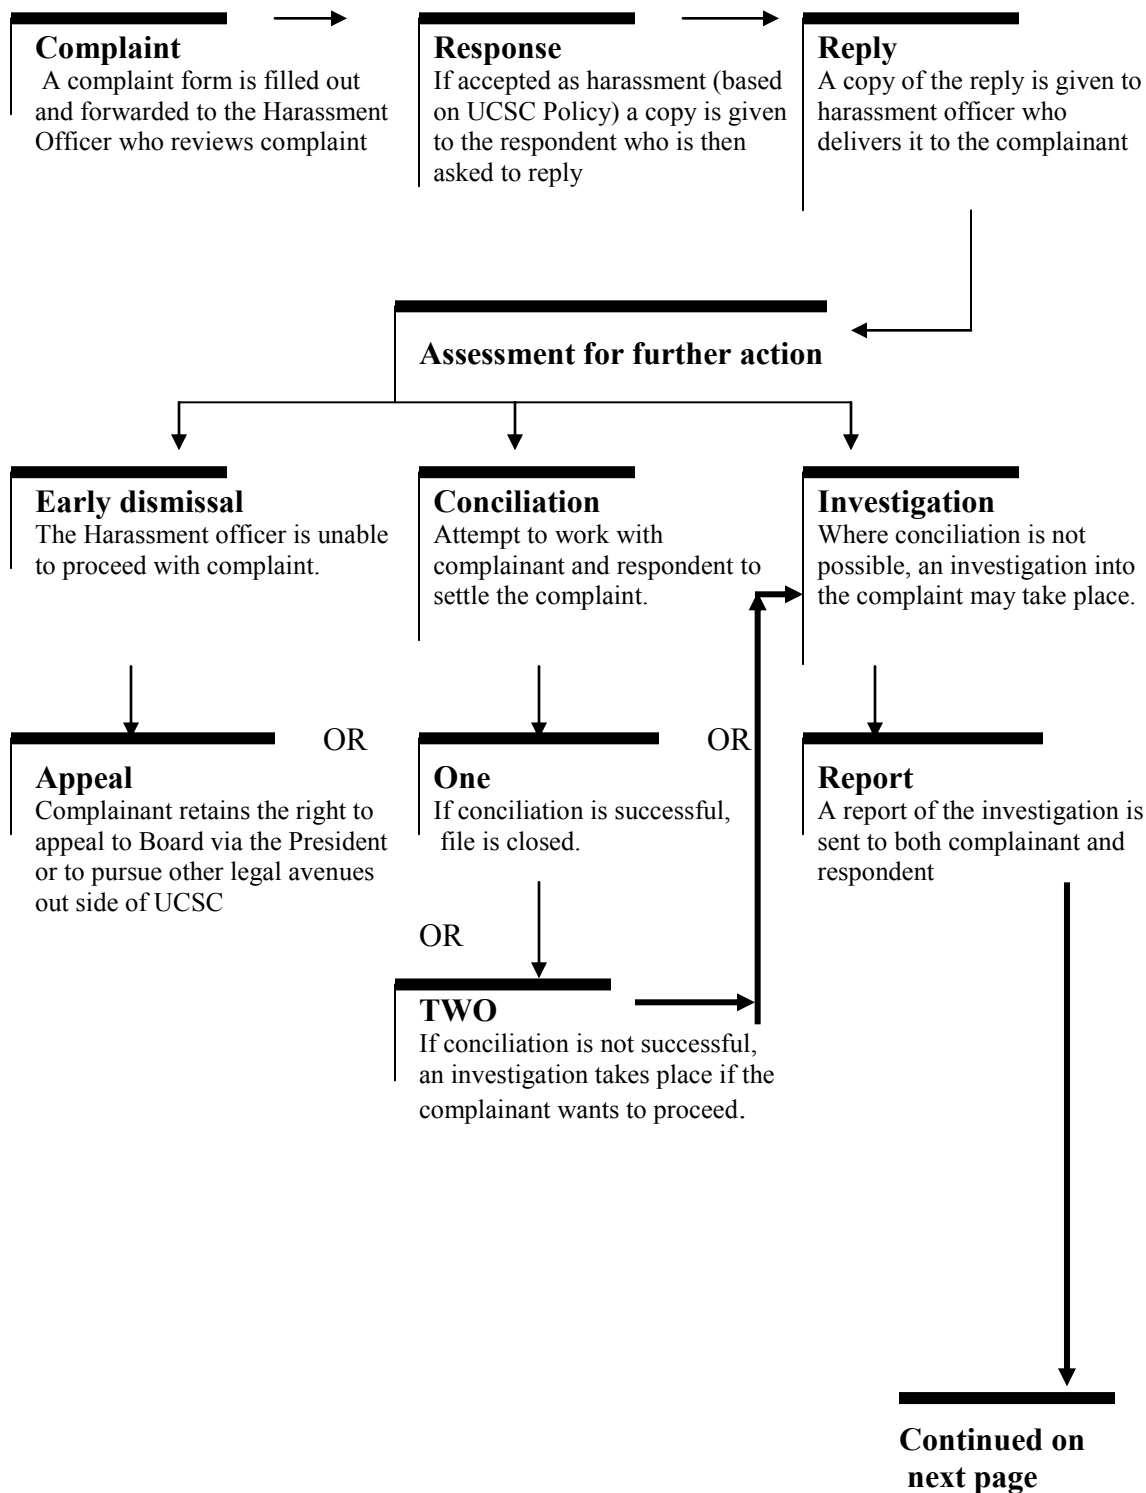 Complaint
A complaint form is filled out
and forwarded to the Harassment
Officer who reviews complaint
Response
If accepted as harassment (based
on UCSC Policy) a copy is given
to the respondent who is then
asked to reply
Reply
A copy of the reply is given to
harassment officer who
delivers it to the complainant
Assessment for further action
Early dismissal
The Harassment officer is unable
to proceed with complaint.
Conciliation
Attempt to work with
complainant and respondent to
settle the complaint.
Investigation
Where conciliation is not
possible, an investigation into
the complaint may take place.
Appeal
Complainant retains the right to
appeal to Board via the President
or to pursue other legal avenues
out side of UCSC
OR
One
If conciliation is successful,
file is closed.
OR
Report
A report of the investigation is
sent to both complainant and
respondent
OR
TWO
If conciliation is not successful,
an investigation takes place if the
complainant wants to proceed.
Continued on
next page